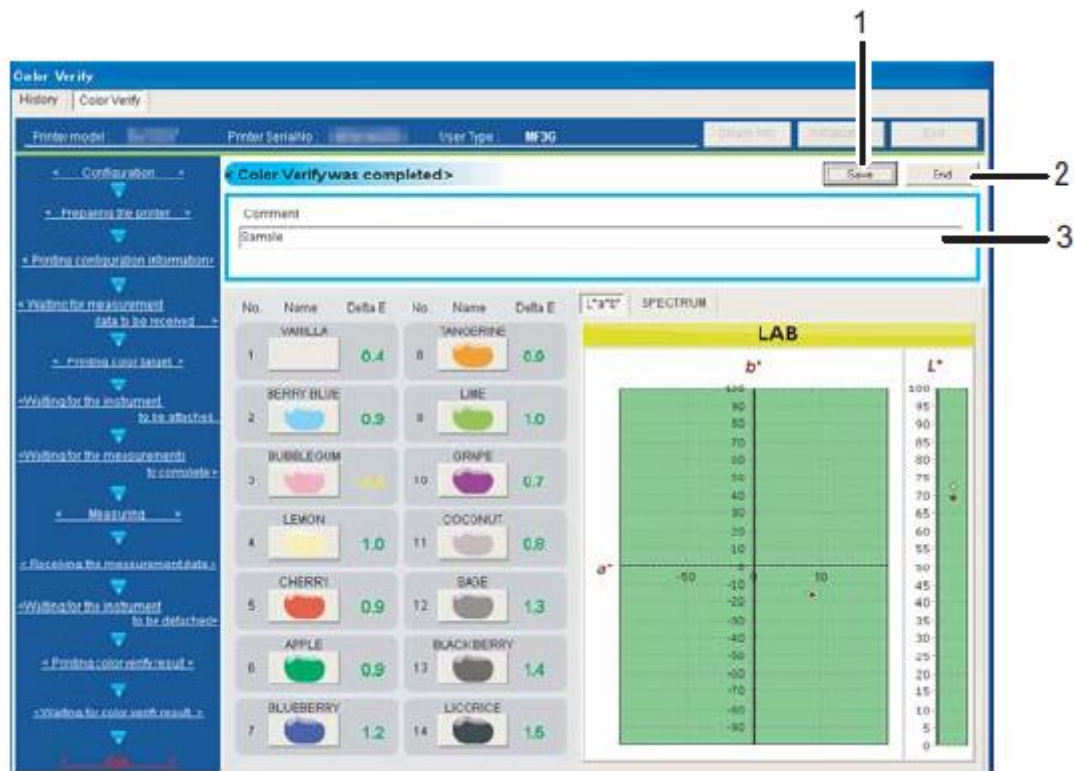 1
2
3
Color Verify
History Color Verify
Printer model : Printer SerialNo : User Type : MF3G
< Color Verify was completed >
Save End
Comment
Sample
< Configuration >
< Preparing the printer >
< Printing configuration information>
< Waiting for measurement
data to be received >
< Printing color target >
<Waiting for the instrument
to be attached
<Waiting for the measurements
to complete >
< Measuring >
< Receiving the measurement data >
<Waiting for the instrument
to be detached>
< Printing color verify result >
<Waiting for color verify result >
No. Name Delta E No. Name Delta E
1 VANILLA 0.4
8 TANGERINE 0.9
2 BERRY BLUE 0.9
9 LIME 1.0
3 BUBBLEGUM
10 GRAPE 0.7
4 LEMON 1.0
11 COCONUT 0.8
5 CHERRY 0.9
12 SAGE 1.3
6 APPLE 0.9
13 BLACKBERRY 1.4
7 BLUEBERRY 1.2
14 LICORICE 1.5
L*a*b* SPECTRUM
LAB
b*
L*
a*
100
90
80
70
60
50
40
30
20
10
-50 0 50
-10
-20
-30
-40
-50
-60
-70
-80
-90
100
95
90
85
80
75
70
65
60
55
50
45
40
35
30
25
20
15
10
5
0